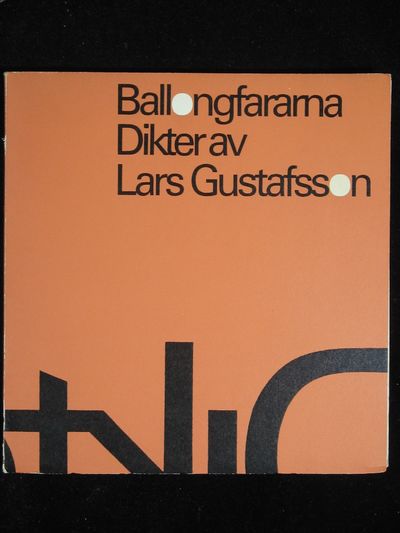 Ballongfararna
Dikter av
Lars Gustafsson